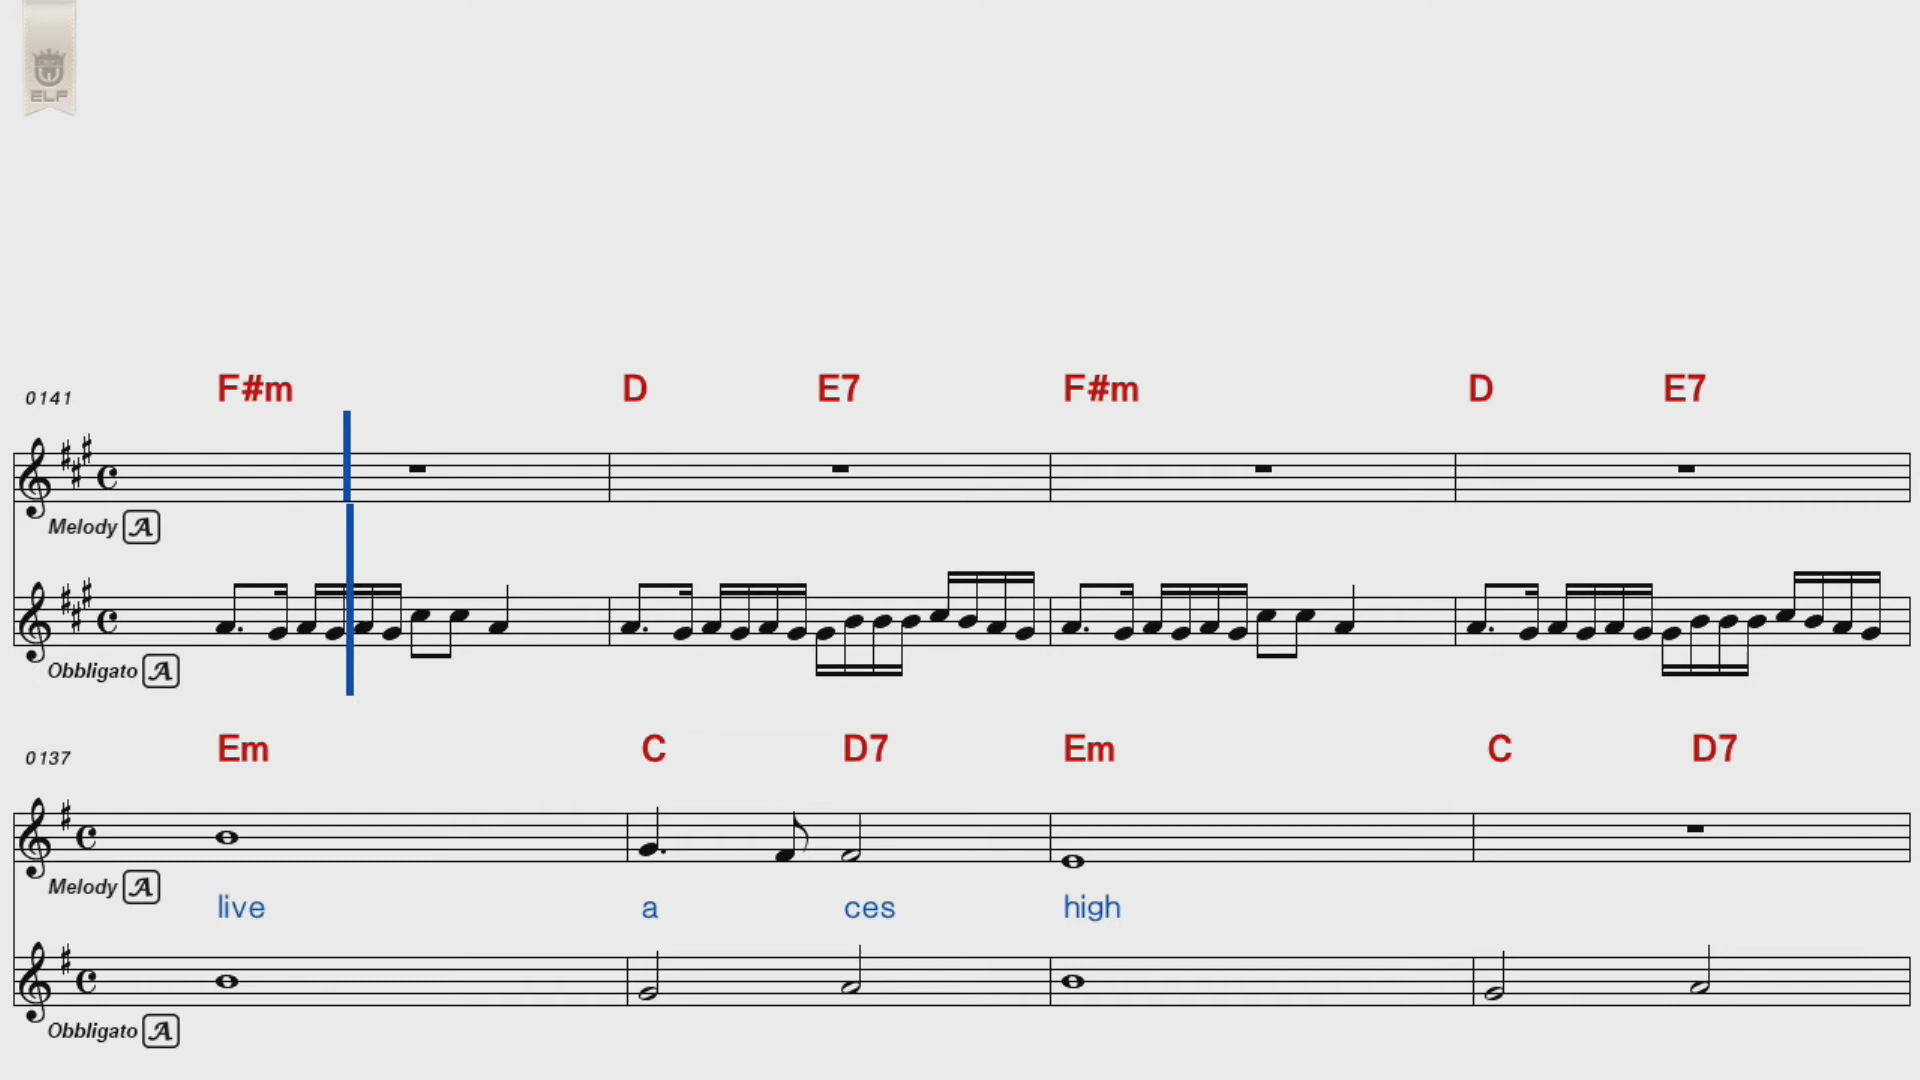 ELF
F#m D E7 F#m D E7
0141
Melody A
Obbligato A
Em C D7 Em C D7
0137
Melody A
live a ces high
Obbligato A